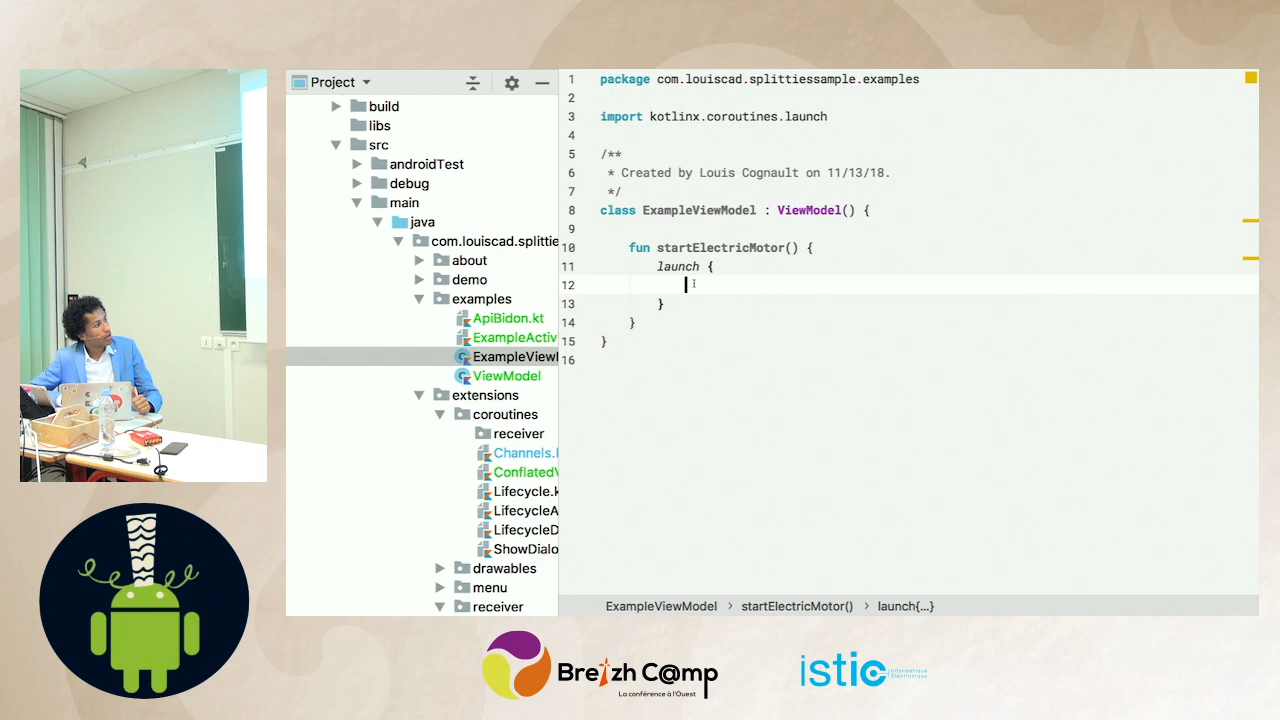 Project
build
libs
src
androidTest
debug
main
java
com.louiscad.splittie
about
demo
examples
ApiBidon.kt
ExampleActiv
ExampleView
ViewModel
extensions
coroutines
receiver
Channels.
Conflated
Lifecycle.k
LifecycleA
LifecycleD
ShowDialo
drawables
menu
receiver
1 package com.louiscad.splittiessample.examples
2
3 import kotlinx.coroutines.launch
4
5 /**
6 * Created by Louis Cognault on 11/13/18.
7 */
8 class ExampleViewModel : ViewModel() {
9
10 fun startElectricMotor() {
11 launch {
12
13 }
14 }
15 }
16
ExampleViewModel > startElectricMotor() > launch{...}
Breizh C@mp
La conférence à l'Ouest
istic Informatique
Électronique